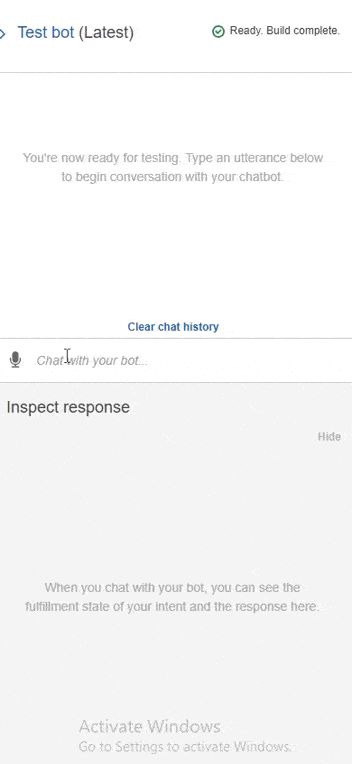 Test bot (Latest)
Ready. Build complete.
You're now ready for testing. Type an utterance below
to begin conversation with your chatbot.
Clear chat history
Chat with your bot...
Inspect response
Hide
When you chat with your bot, you can see the
fulfillment state of your intent and the response here.
Activate Windows
Go to Settings to activate Windows.